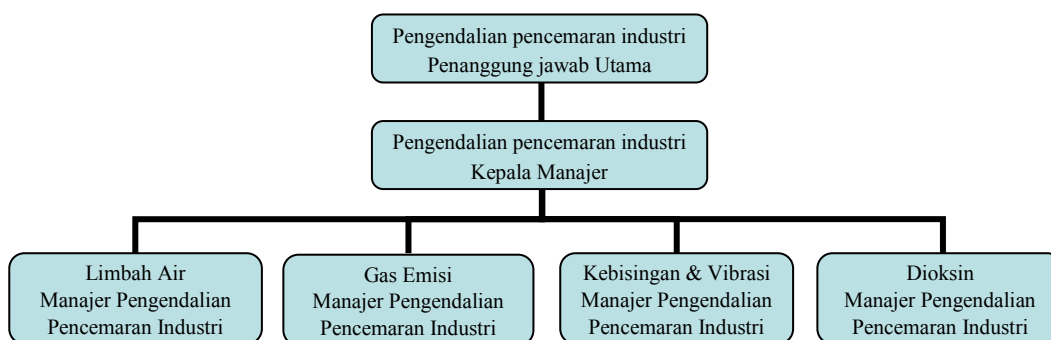 Pengendalian pencemaran industri
Penanggung jawab Utama
Pengendalian pencemaran industri
Kepala Manajer
Limbah Air
Manajer Pengendalian
Pencemaran Industri
Gas Emisi
Manajer Pengendalian
Pencemaran Industri
Kebisingan & Vibrasi
Manajer Pengendalian
Pencemaran Industri
Dioksin
Manajer Pengendalian
Pencemaran Industri